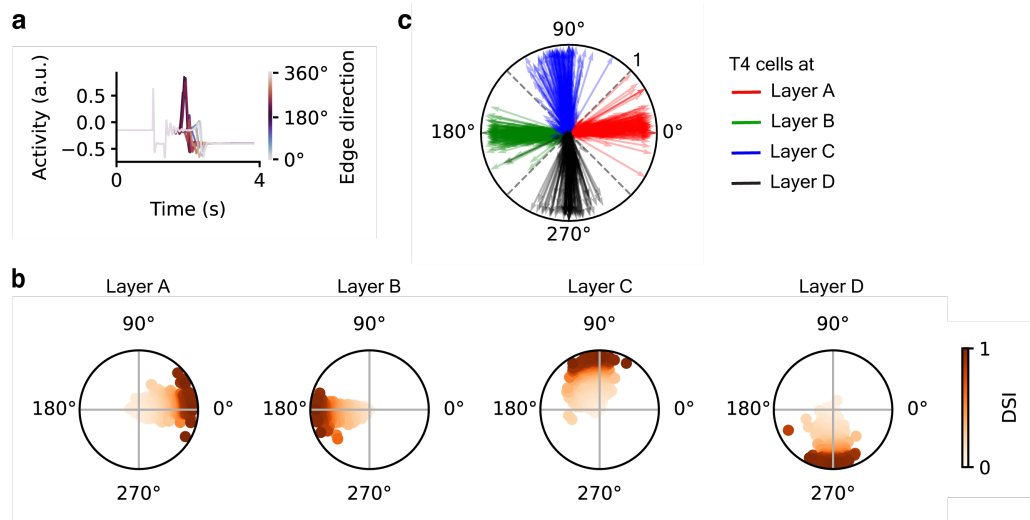 a
Activity (a.u.)
0.5
0.0
−0.5
0
4
Time (s)
360°
180°
0°
Edge direction
c
90°
1
180°
0°
270°
T4 cells at
Layer A
Layer B
Layer C
Layer D
b
Layer A
Layer B
Layer C
Layer D
90°
90°
90°
90°
180°
0°
180°
0°
180°
0°
180°
0°
270°
270°
270°
270°
1
0
DSI